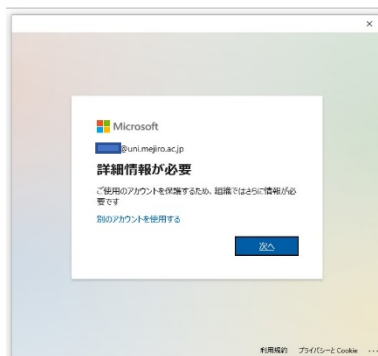 Microsoft
@uni.mejiro.ac.jp
詳細情報が必要
ご使用のアカウントを保護するため、組織ではさらに情報が必
要です
別のアカウントを使用する
次へ
利用規約 プライバシーと Cookie ...